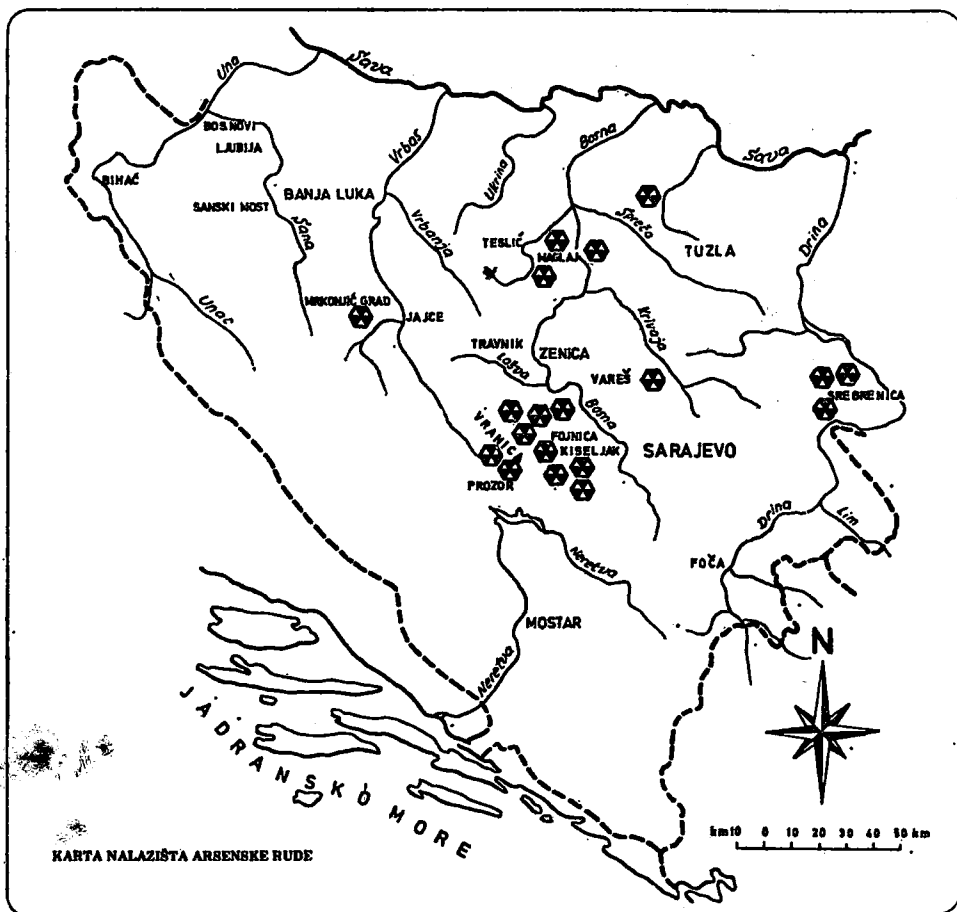 Sava
Una
BOS.NOVI
LJUBIJA
Vrbas
Bosna
Ukrina
Sava
BIHAĆ
BANJA LUKA
SANSKI MOST
Sana
Vrbanja
Spreča
TUZLA
Drina
TESLIĆ
MAGLAJ
Unac
MRKONJIĆ GRAD
JAJCE
Krivaja
TRAVNIK
Lašva
ZENICA
VAREŠ
SREBRENICA
Bosna
VRANIC
FOJNICA
KISELJAK
SARAJEVO
PROZOR
Drina
Lim
Neretva
FOČA
MOSTAR
N
Neretva
JADRANSKO MORE
km10 0 10 20 30 40 50 km
KARTA NALAZIŠTA ARSENSKE RUDE